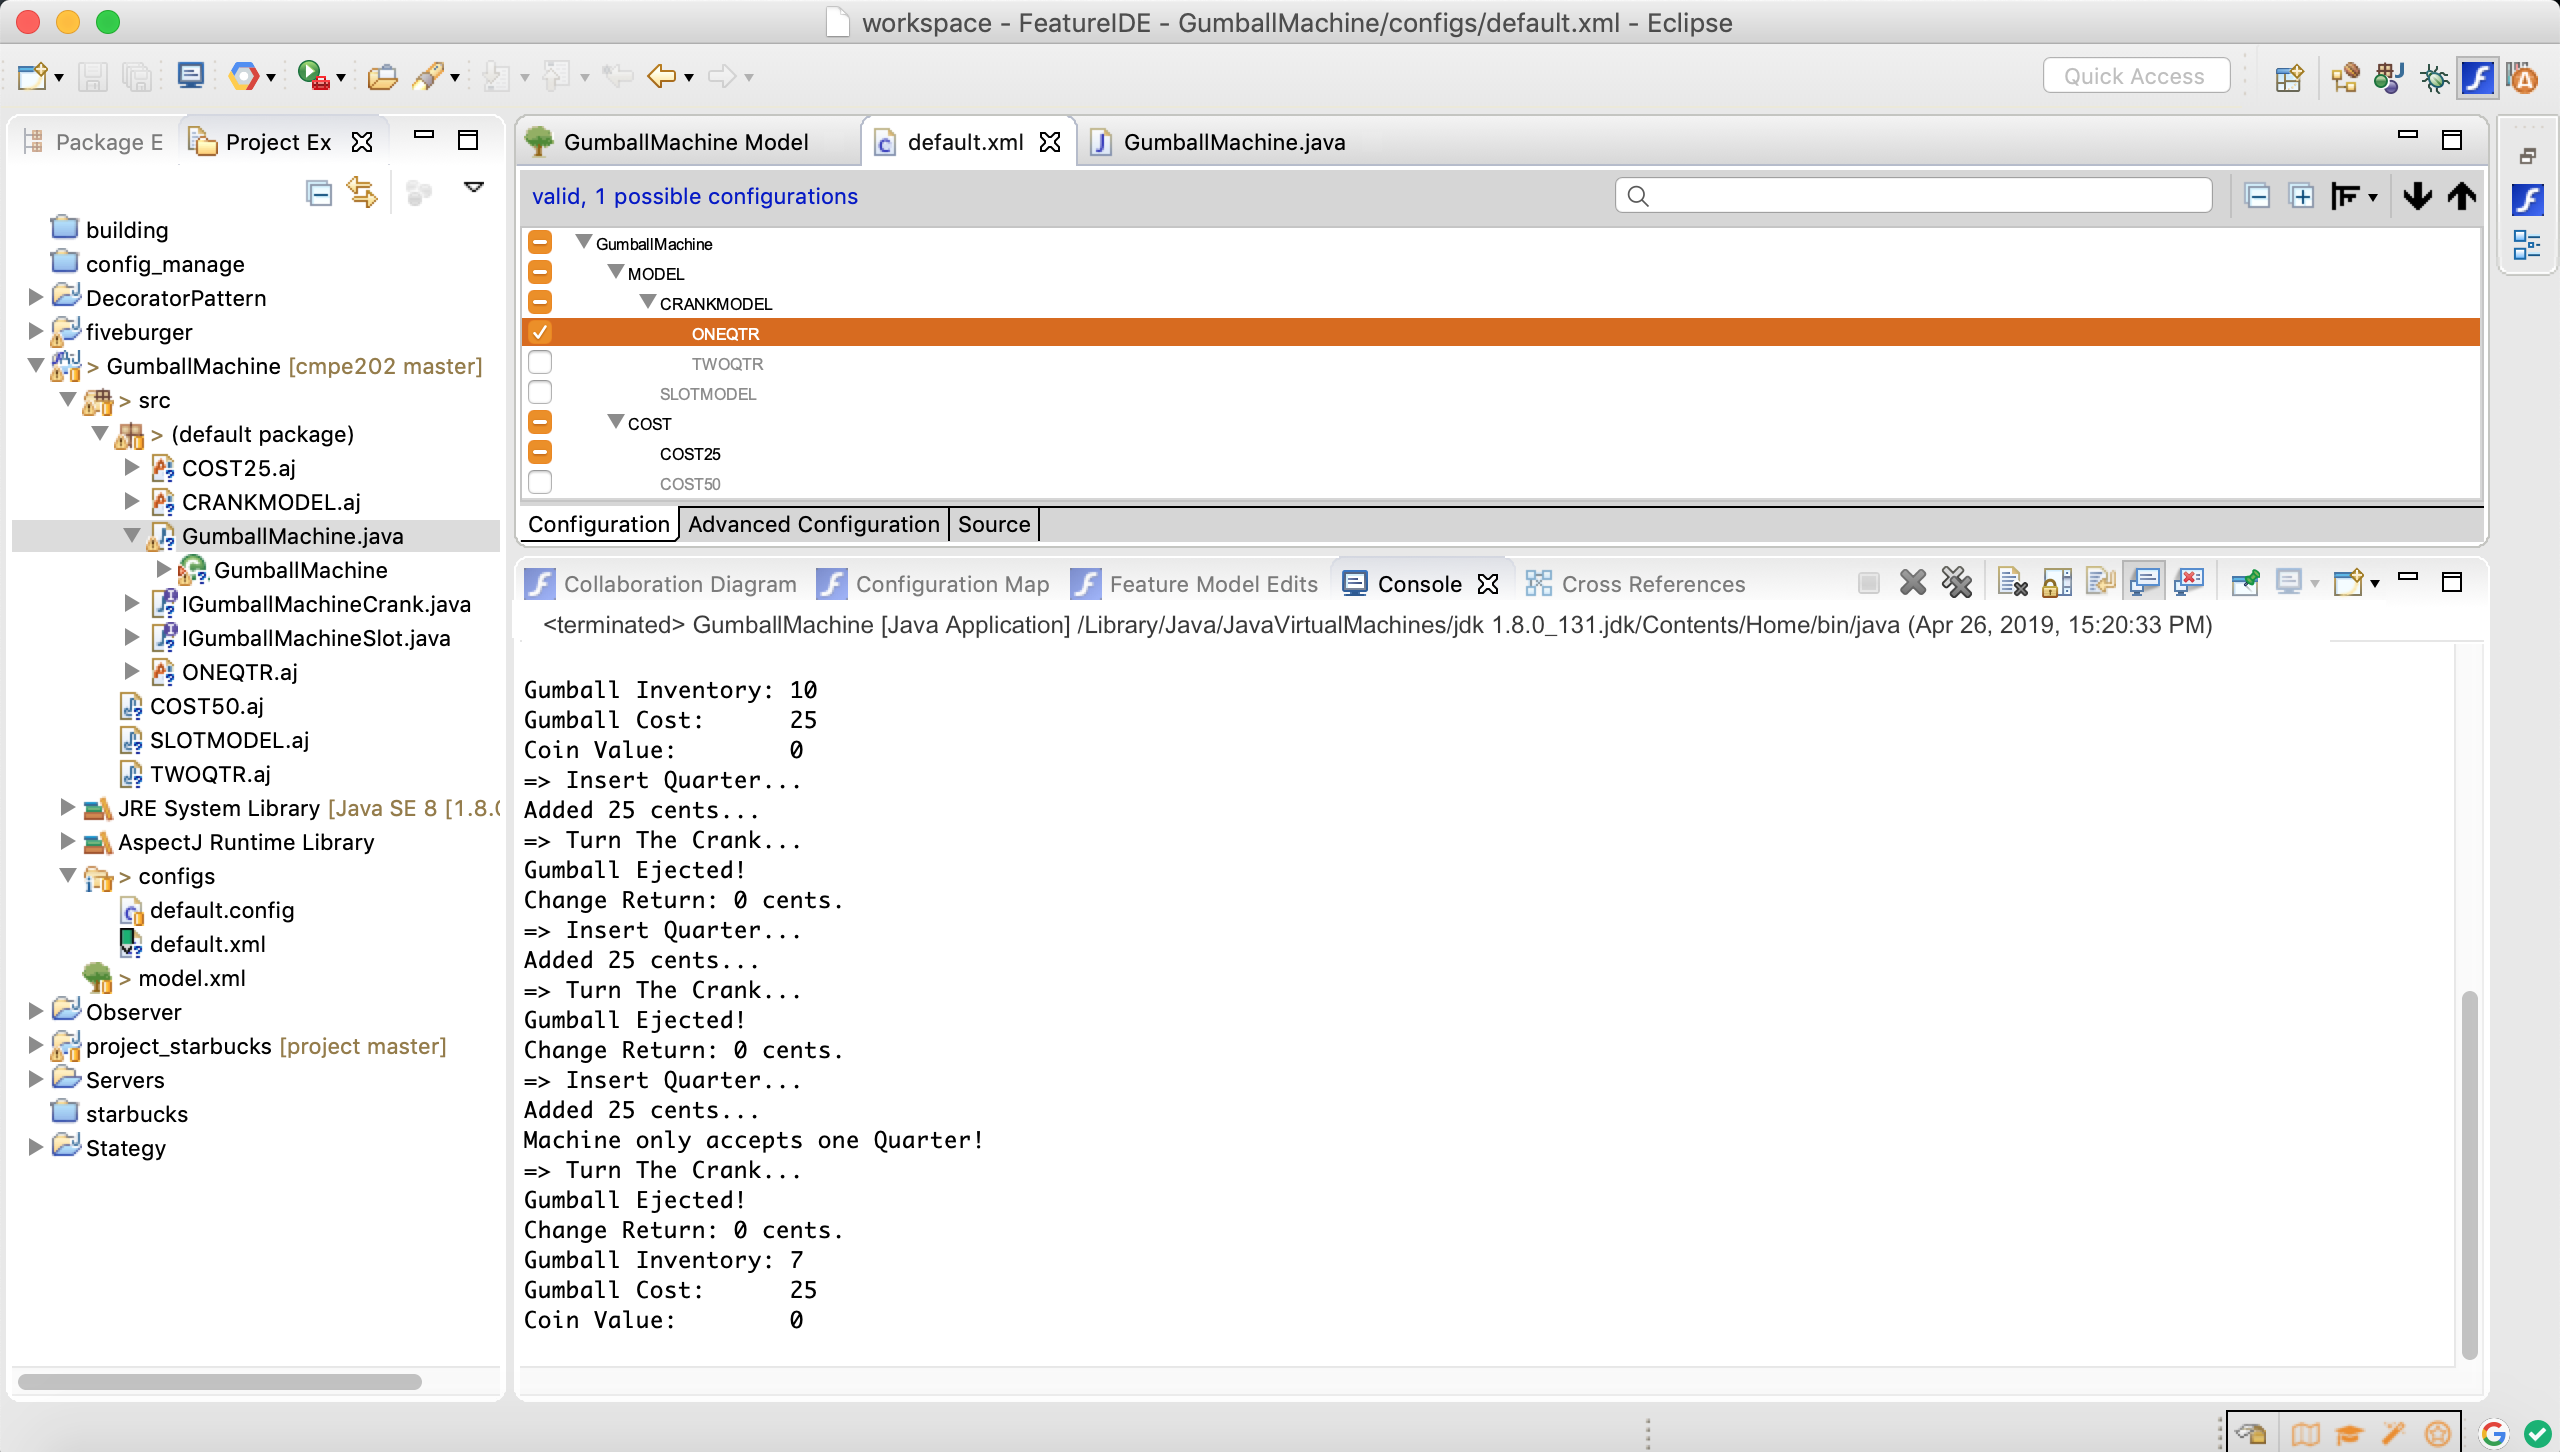 workspace - FeatureIDE - GumballMachine/configs/default.xml - Eclipse
Quick Access
Package E
Project Ex
building
config_manage
DecoratorPattern
fiveburger
> GumballMachine [cmpe202 master]
> src
> (default package)
COST25.aj
CRANKMODEL.aj
GumballMachine.java
GumballMachine
IGumballMachineCrank.java
IGumballMachineSlot.java
ONEQTR.aj
COST50.aj
SLOTMODEL.aj
TWOQTR.aj
JRE System Library [Java SE 8 [1.8.0
AspectJ Runtime Library
> configs
default.config
default.xml
> model.xml
Observer
project_starbucks [project master]
Servers
starbucks
Stategy
GumballMachine Model
default.xml
GumballMachine.java
valid, 1 possible configurations
GumballMachine
MODEL
CRANKMODEL
ONEQTR
TWOQTR
SLOTMODEL
COST
COST25
COST50
Configuration
Advanced Configuration
Source
Collaboration Diagram
Configuration Map
Feature Model Edits
Console
Cross References
<terminated> GumballMachine [Java Application] /Library/Java/JavaVirtualMachines/jdk 1.8.0_131.jdk/Contents/Home/bin/java (Apr 26, 2019, 15:20:33 PM)
Gumball Inventory: 10
Gumball Cost: 25
Coin Value: 0
=> Insert Quarter...
Added 25 cents...
=> Turn The Crank...
Gumball Ejected!
Change Return: 0 cents.
=> Insert Quarter...
Added 25 cents...
=> Turn The Crank...
Gumball Ejected!
Change Return: 0 cents.
=> Insert Quarter...
Added 25 cents...
Machine only accepts one Quarter!
=> Turn The Crank...
Gumball Ejected!
Change Return: 0 cents.
Gumball Inventory: 7
Gumball Cost: 25
Coin Value: 0